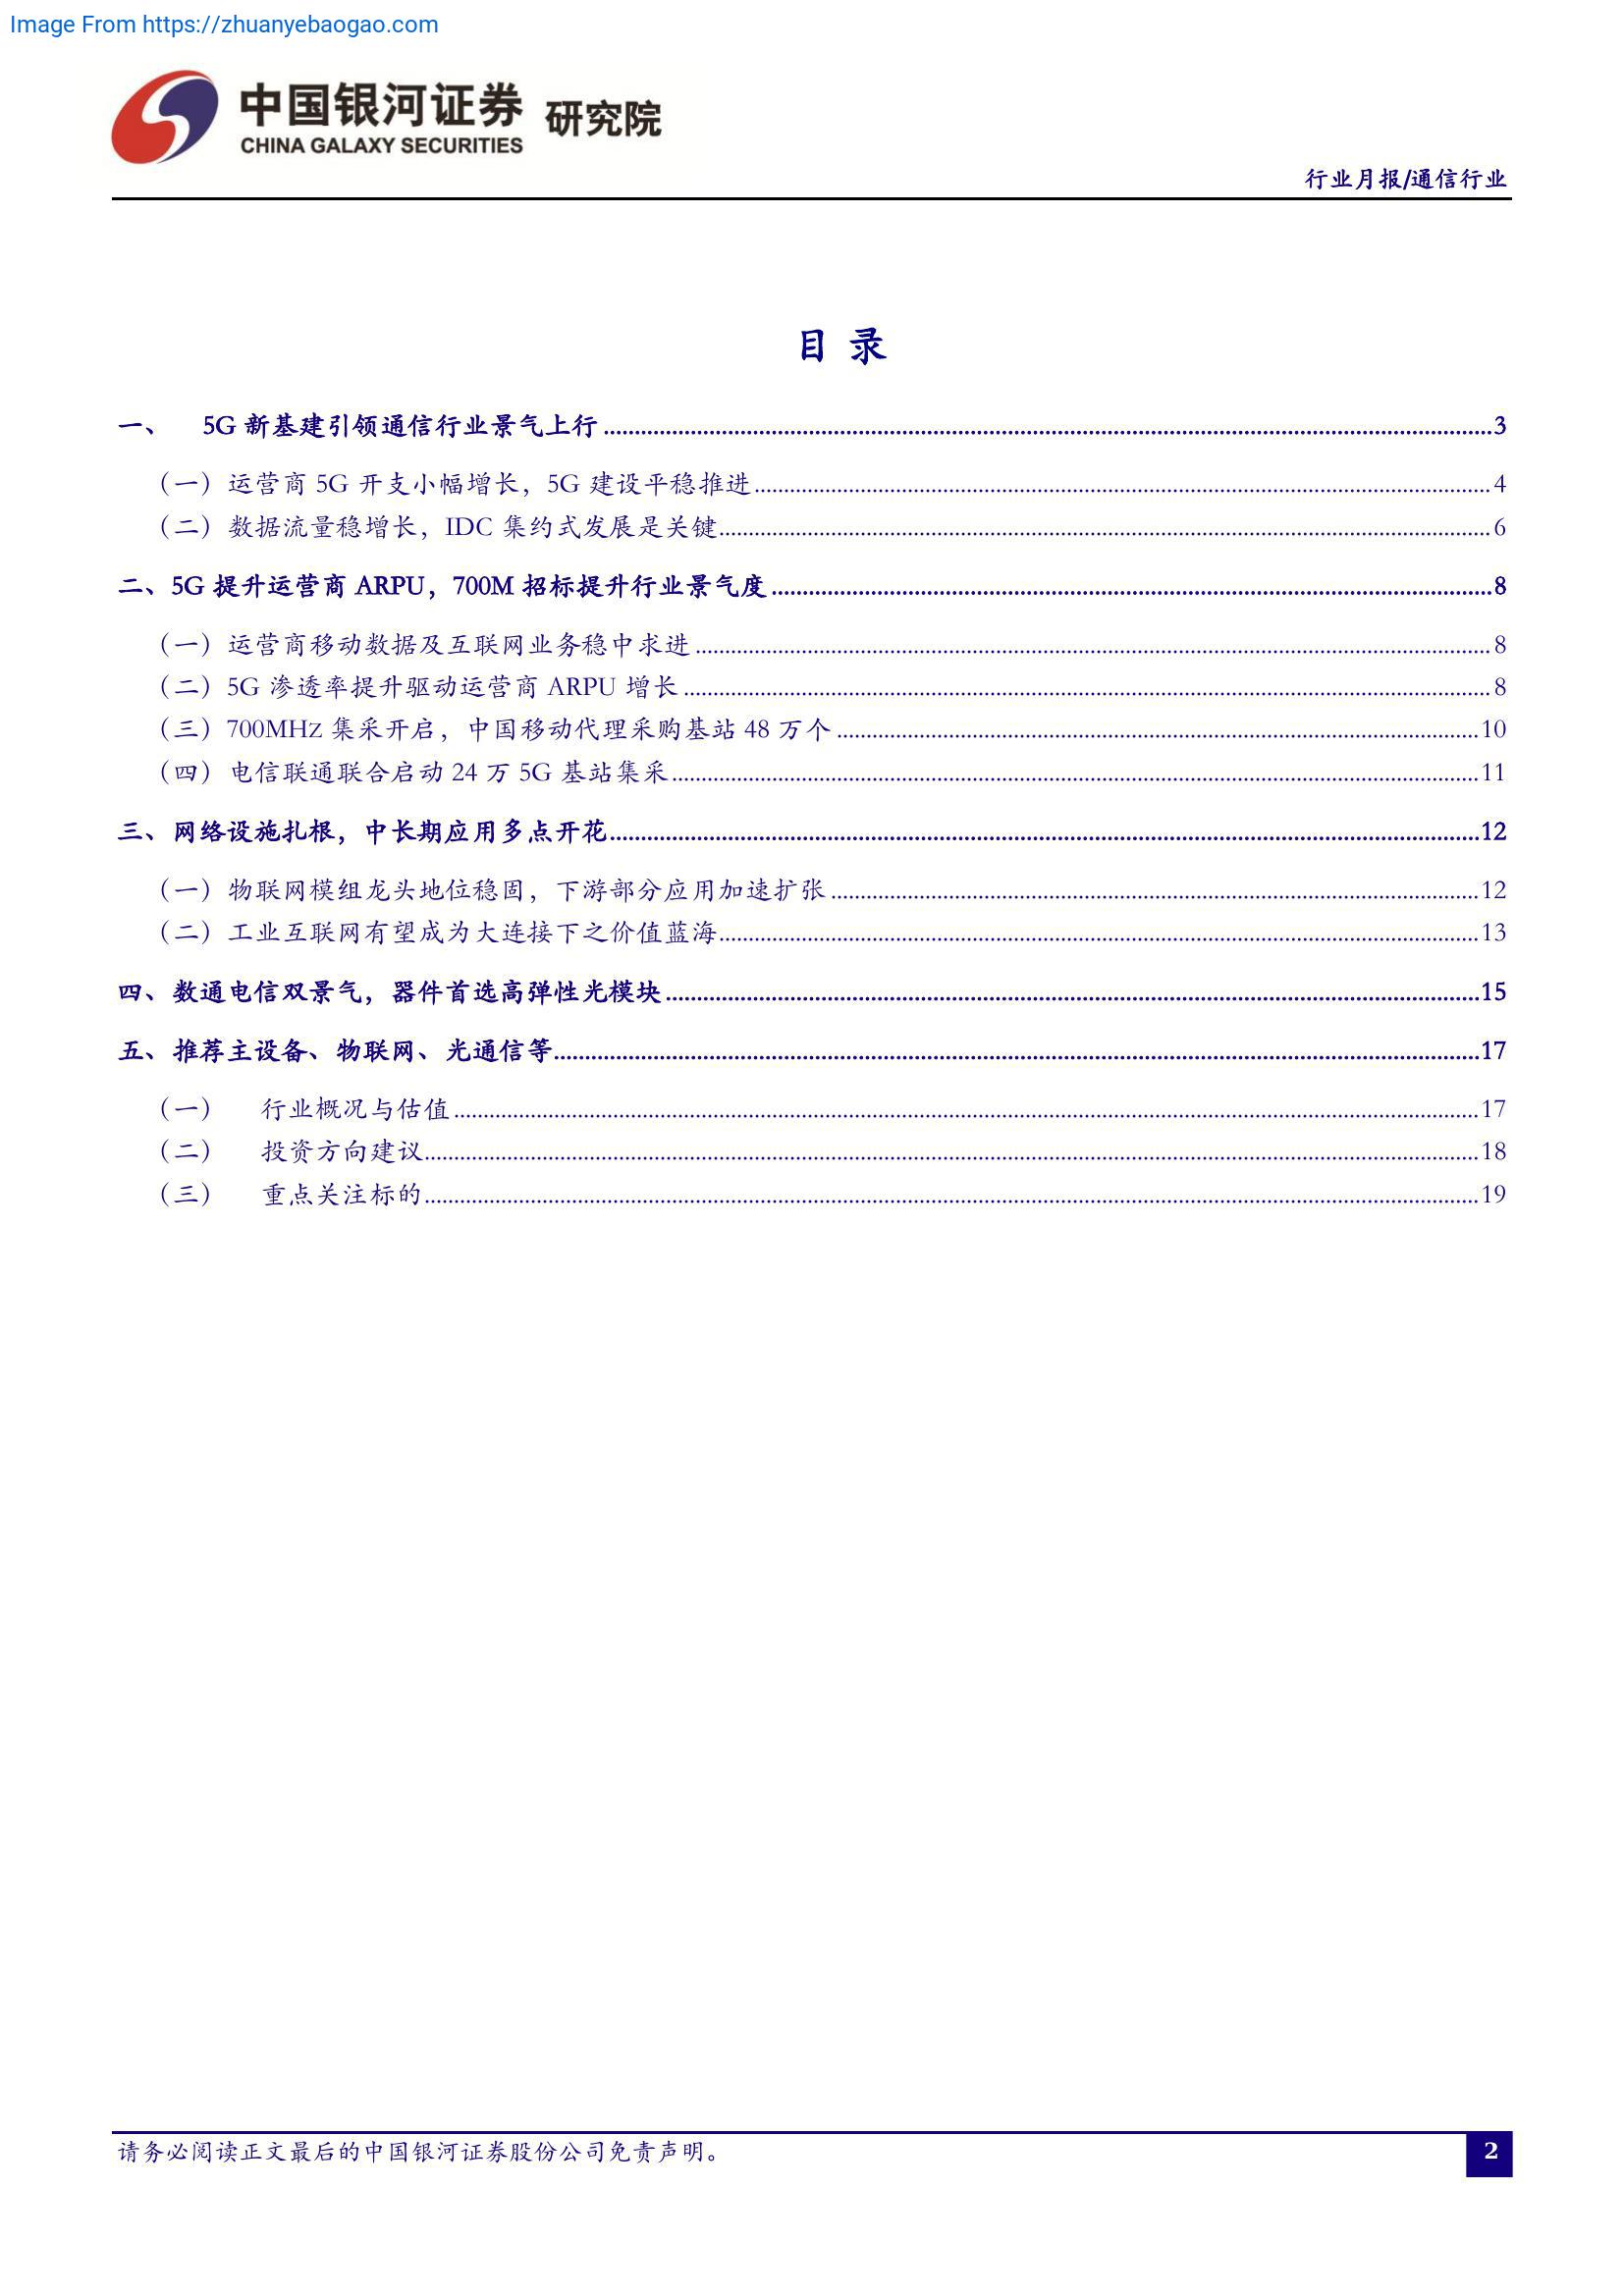 Image From https://zhuanyebaogao.com
中国银河证券 研究院
CHINA GALAXY SECURITIES
行业月报/通信行业
目 录
一、 5G 新基建引领通信行业景气上行 3
（一）运营商 5G 开支小幅增长，5G 建设平稳推进 4
（二）数据流量稳增长，IDC 集约式发展是关键 6
二、5G 提升运营商 ARPU，700M 招标提升行业景气度 8
（一）运营商移动数据及互联网业务稳中求进 8
（二）5G 渗透率提升驱动运营商 ARPU 增长 8
（三）700MHz 集采开启，中国移动代理采购基站 48 万个 10
（四）电信联通联合启动 24 万 5G 基站集采 11
三、网络设施扎根，中长期应用多点开花 12
（一）物联网模组龙头地位稳固，下游部分应用加速扩张 12
（二）工业互联网有望成为大连接下之价值蓝海 13
四、数通电信双景气，器件首选高弹性光模块 15
五、推荐主设备、物联网、光通信等 17
（一） 行业概况与估值 17
（二） 投资方向建议 18
（三） 重点关注标的 19
请务必阅读正文最后的中国银河证券股份公司免责声明。 2